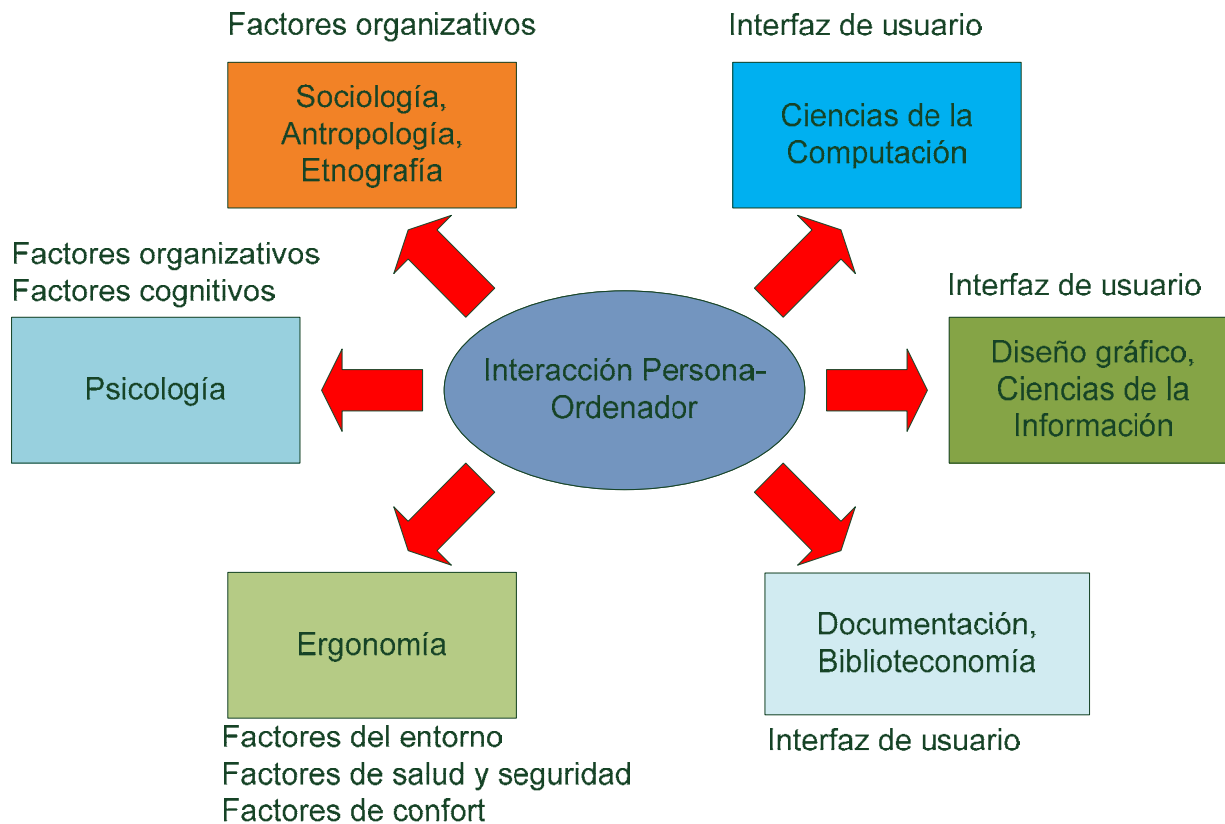 Factores organizativos
Sociología,
Antropología,
Etnografía
Interfaz de usuario
Ciencias de la
Computación
Factores organizativos
Factores cognitivos
Psicología
Interacción Persona-
Ordenador
Interfaz de usuario
Diseño gráfico,
Ciencias de la
Información
Ergonomía
Factores del entorno
Factores de salud y seguridad
Factores de confort
Documentación,
Biblioteconomía
Interfaz de usuario